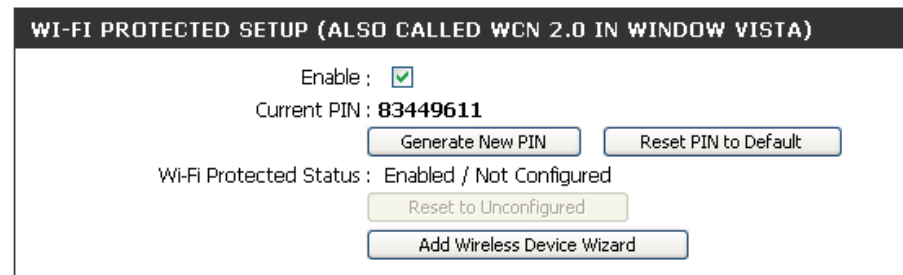 WI-FI PROTECTED SETUP (ALSO CALLED WCN 2.0 IN WINDOW VISTA)
Enable :
Current PIN : 83449611
Generate New PIN Reset PIN to Default
Wi-Fi Protected Status : Enabled / Not Configured
Reset to Unconfigured
Add Wireless Device Wizard